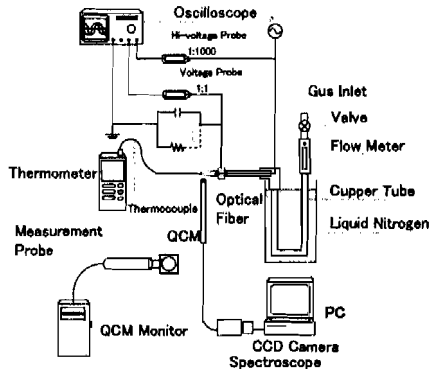 Oscilloscope
Hi-voltage Probe
1:1000
Voltage Probe
1:1
Gus Inlet
Valve
Flow Meter
Thermometer
Thermocouple
Optical
Fiber
Cupper Tube
Liquid Nitrogen
Measurement
Probe
QCM
QCM Monitor
PC
CCD Camera
Spectroscope